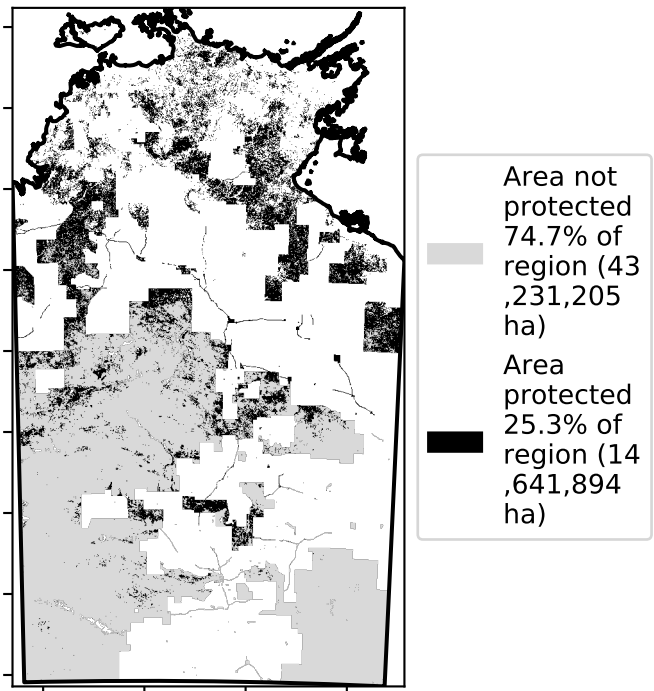 Area not
protected
74.7% of
region (43
,231,205
ha)
Area
protected
25.3% of
region (14
,641,894
ha)